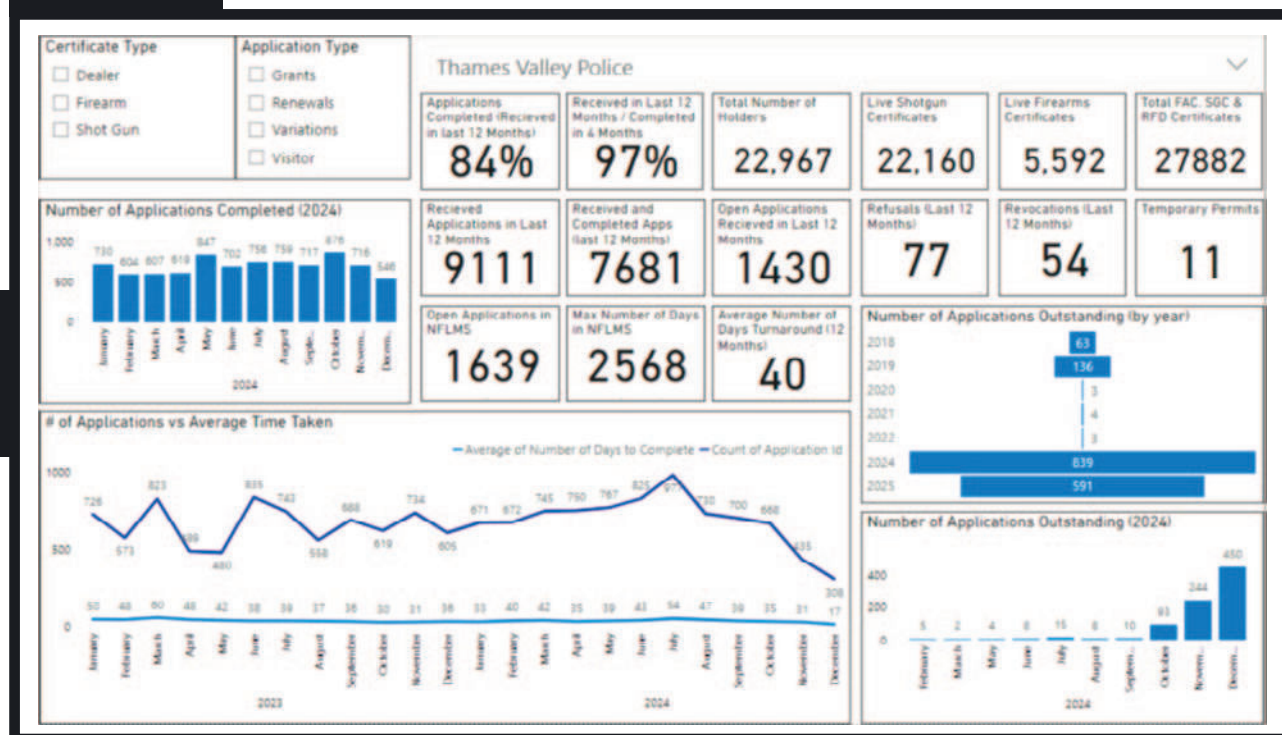 Certificate Type
Dealer
Firearm
Shot Gun
Application Type
Grants
Renewals
Variations
Visitor
Thames Valley Police
Applications
Completed (Recieved
in last 12 Months)
84%
Received in Last 12
Months / Completed
in 4 Months
97%
Total Number of
Holders
22,967
Live Shotgun
Certificates
22,160
Live Firearms
Certificates
5,592
Total FAC, SGC &
RFD Certificates
27882
Number of Applications Completed (2024)
1,000
500
0
730 604 607 619 847 702 756 759 717 876 716 546
January February March April May June July August Septe... October Novem... Decem...
2024
Recieved
Applications in Last
12 Months
9111
Received and
Completed Apps
(last 12 Months)
7681
Open Applications
Recieved in Last 12
Months
1430
Refusals (Last 12
Months)
77
Revocations (Last
12 Months)
54
Temporary Permits
11
Open Applications in
NFLMS
1639
Max Number of Days
in NFLMS
2568
Average Number of
Days Turnaround (12
Months)
40
Number of Applications Outstanding (by year)
2018 63
2019 136
2020 3
2021 4
2022 3
2024 839
2025 591
# of Applications vs Average Time Taken
Average of Number of Days to Complete Count of Application Id
1000
500
0
726 573 823 489 480 835 742 558 688 619 734 605 671 672 745 750 767 825 977 730 700 668 435 308
50 48 60 48 42 38 39 37 36 30 31 36 33 40 42 35 39 43 54 47 39 35 31 17
January February March April May June July August September October November December January February March April May June July August September October November December
2023 2024
Number of Applications Outstanding (2024)
400
200
0
5 2 4 8 15 8 10 93 244 450
February March May June July August Septem... October Novem... Decem...
2024